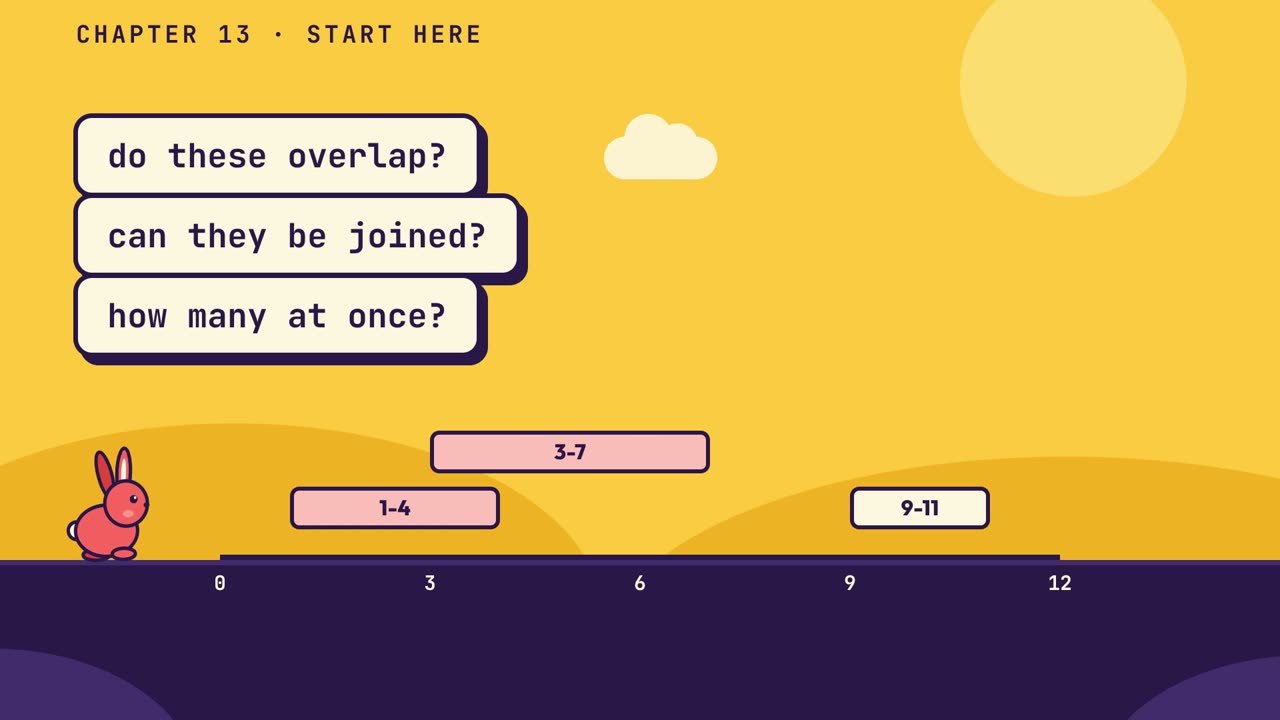 CHAPTER 13 · START HERE
do these overlap?
can they be joined?
how many at once?
3-7
1-4
9-11
0 3 6 9 12